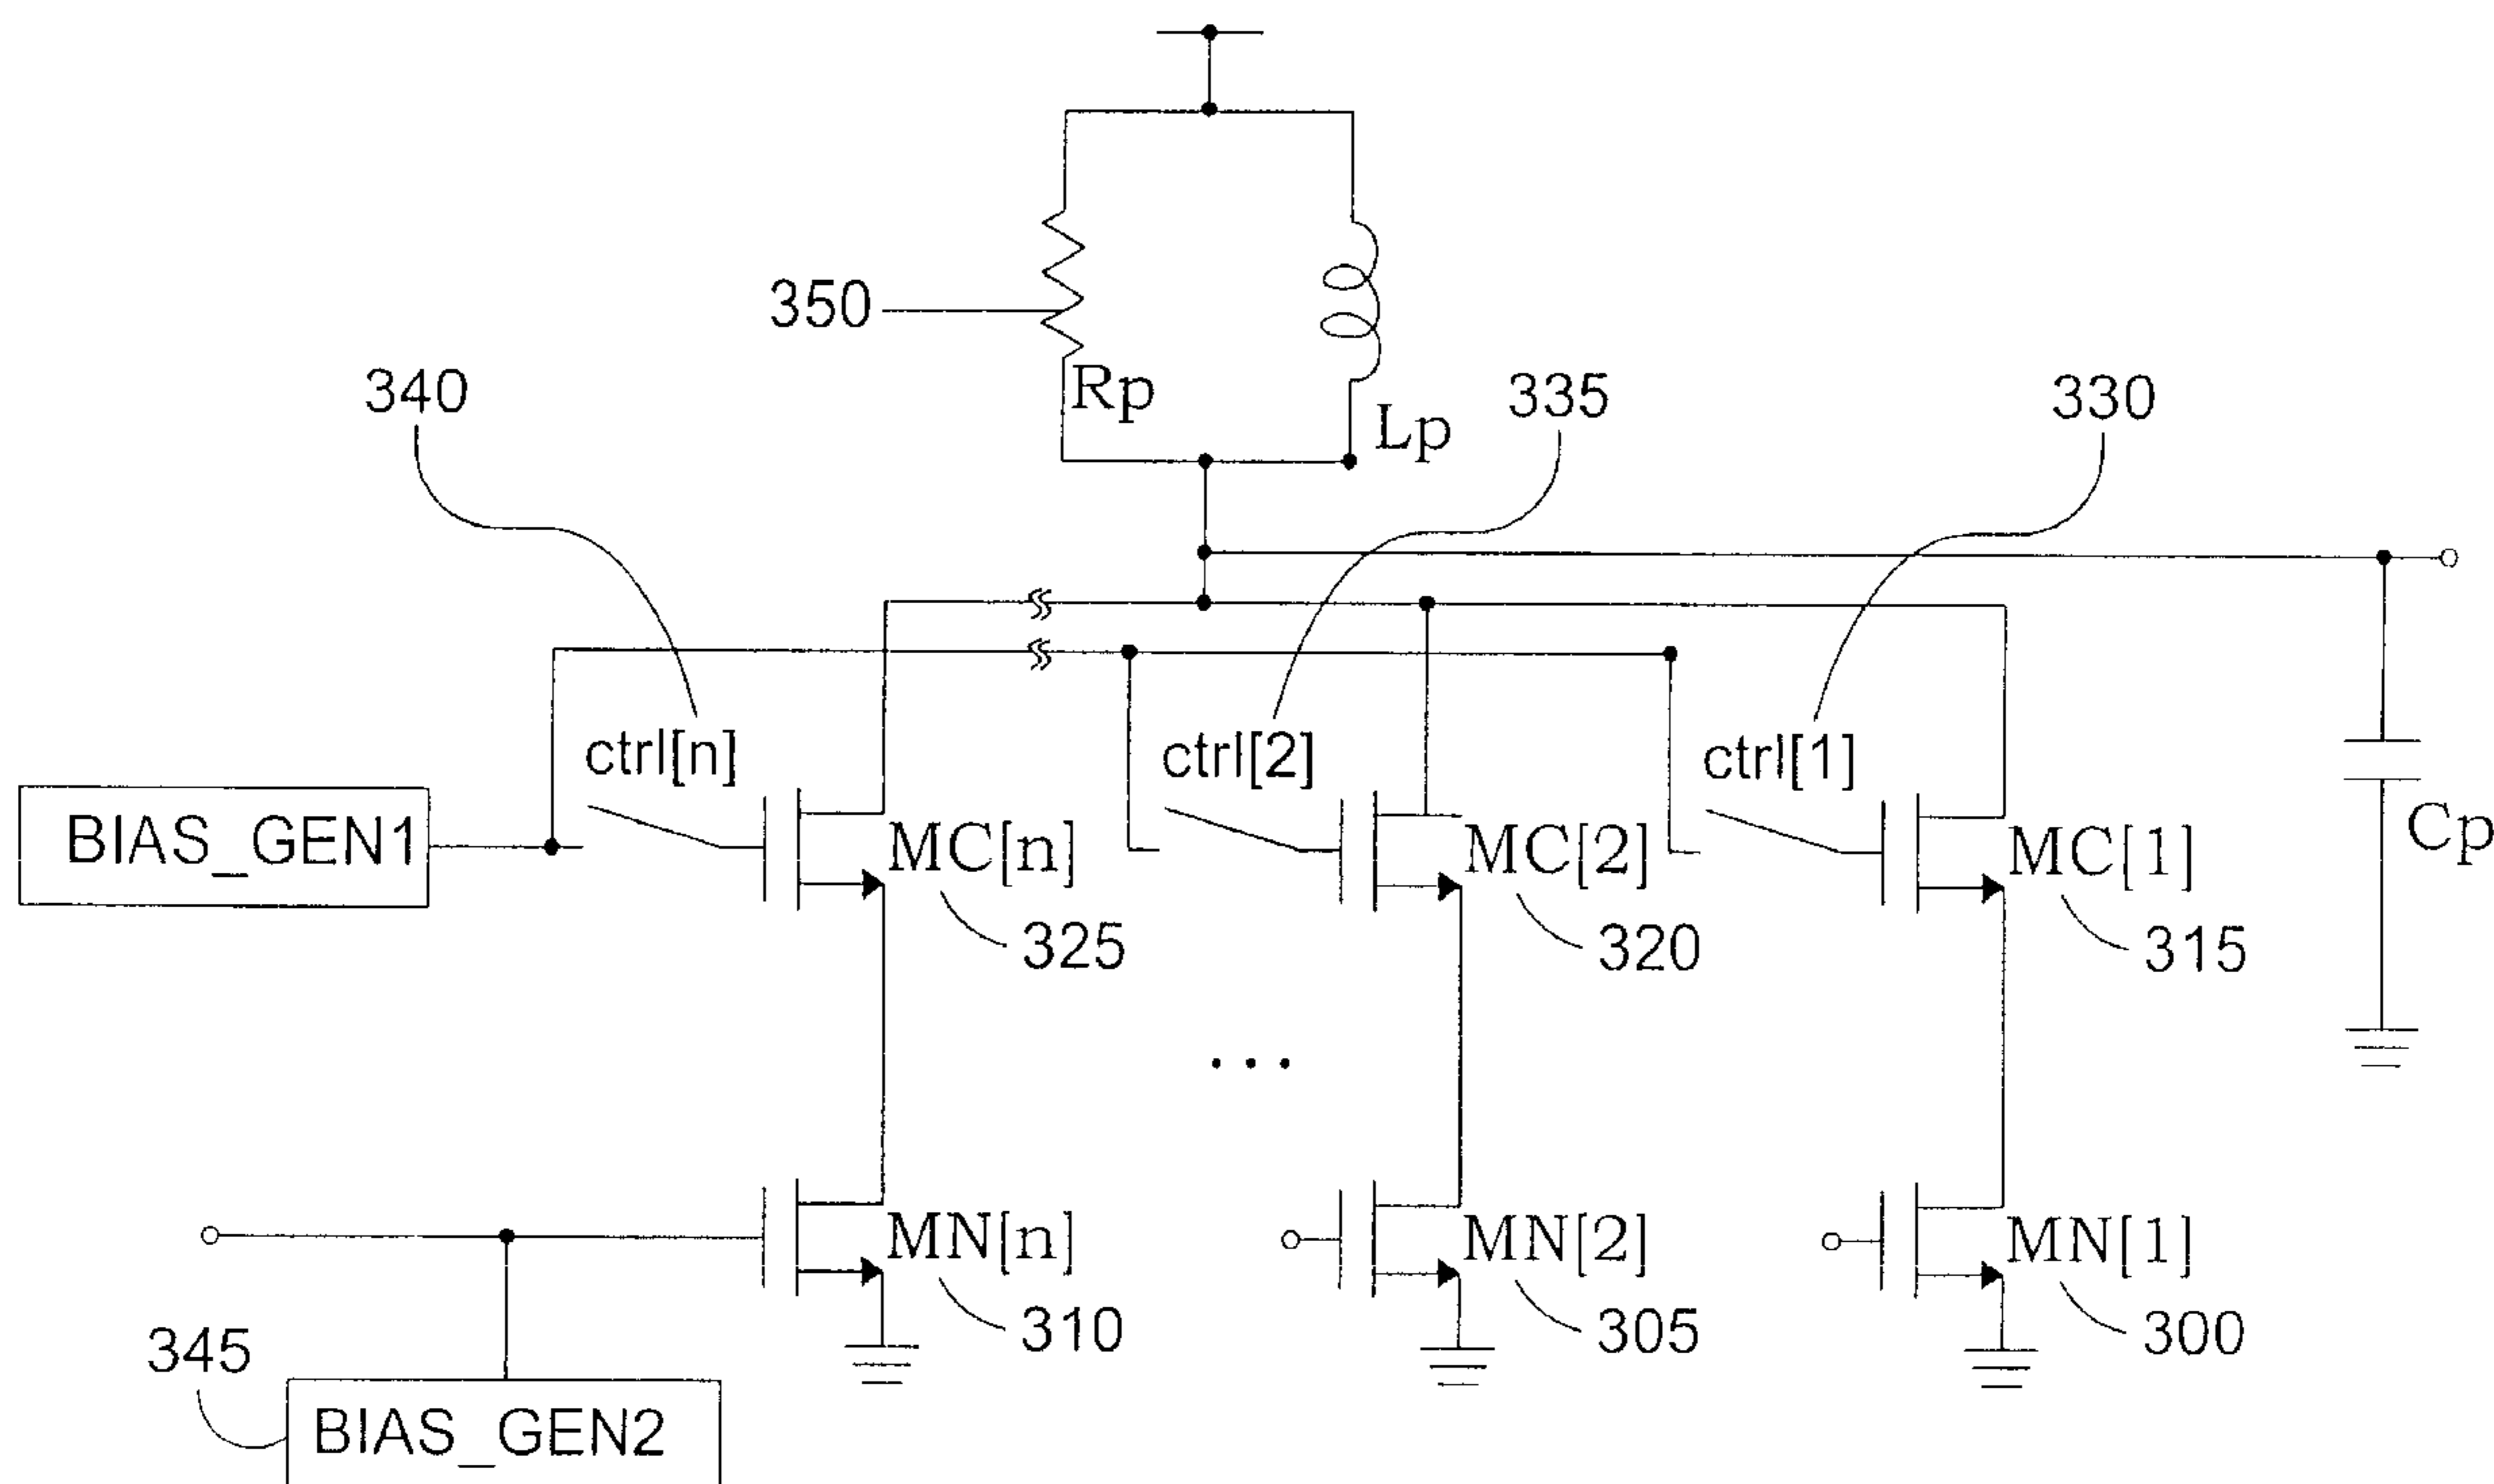 350
Rp
Lp
340
335
330
ctrl[n]
ctrl[2]
ctrl[1]
BIAS_GEN1
MC[n]
MC[2]
MC[1]
Cp
325
320
315
...
MN[n]
MN[2]
MN[1]
310
305
300
345
BIAS_GEN2